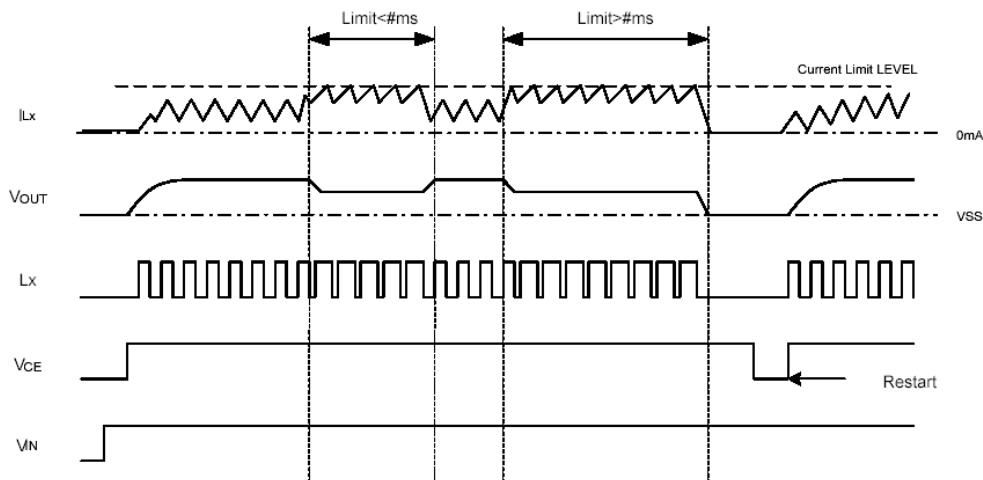 Limit<#ms
Limit>#ms
Current Limit LEVEL
ILx
0mA
VOUT
VSS
Lx
VCE
Restart
VIN